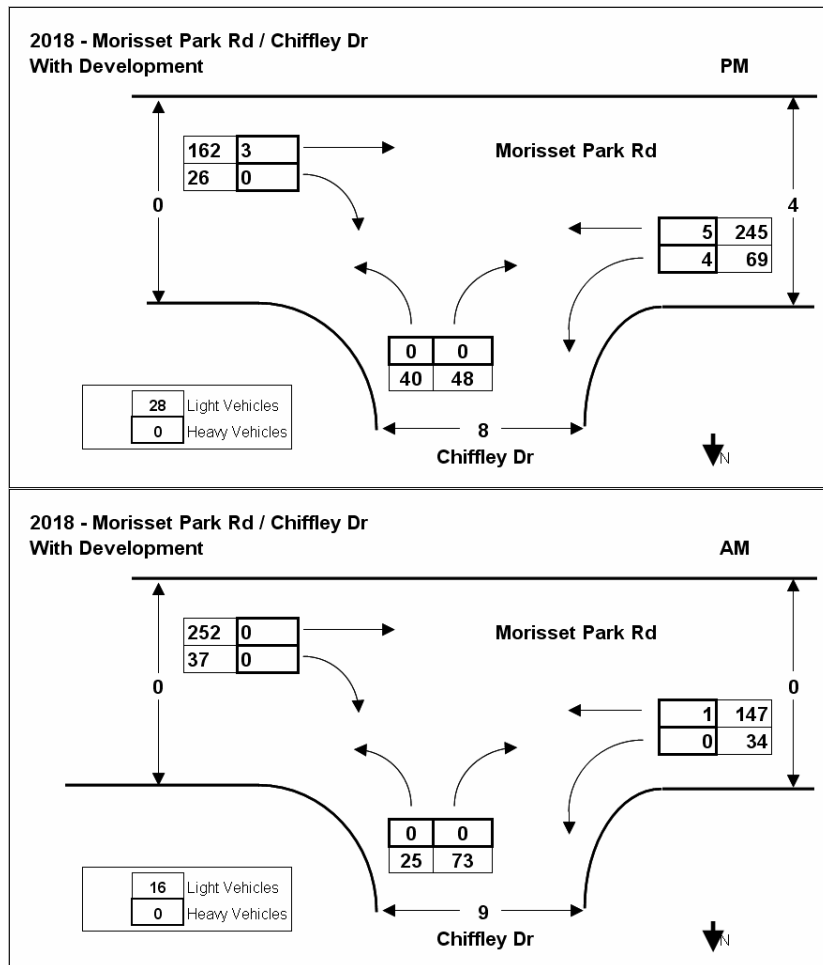 2018 - Morisset Park Rd / Chiffley Dr
With Development PM
162 3 Morisset Park Rd
26 0
0 4
5 245
4 69
0 0
40 48
28 Light Vehicles
0 Heavy Vehicles
8
Chiffley Dr N
2018 - Morisset Park Rd / Chiffley Dr
With Development AM
252 0 Morisset Park Rd
37 0
0 0
1 147
0 34
0 0
25 73
16 Light Vehicles
0 Heavy Vehicles
9
Chiffley Dr N